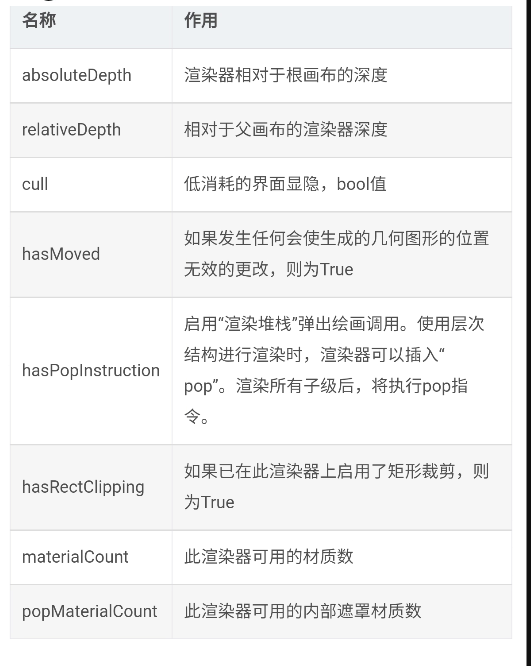 名称 作用
absoluteDepth 渲染器相对于根画布的深度
relativeDepth 相对于父画布的渲染器深度
cull 低消耗的界面显隐，bool值
hasMoved 如果发生任何会使生成的几何图形的位置
无效的更改，则为True
hasPopInstruction 启用“渲染堆栈”弹出绘画调用。使用层次
结构进行渲染时，渲染器可以插入“
pop”。渲染所有子级后，将执行pop指
令。
hasRectClipping 如果已在此渲染器上启用了矩形裁剪，则
为True
materialCount 此渲染器可用的材质数
popMaterialCount 此渲染器可用的内部遮罩材质数